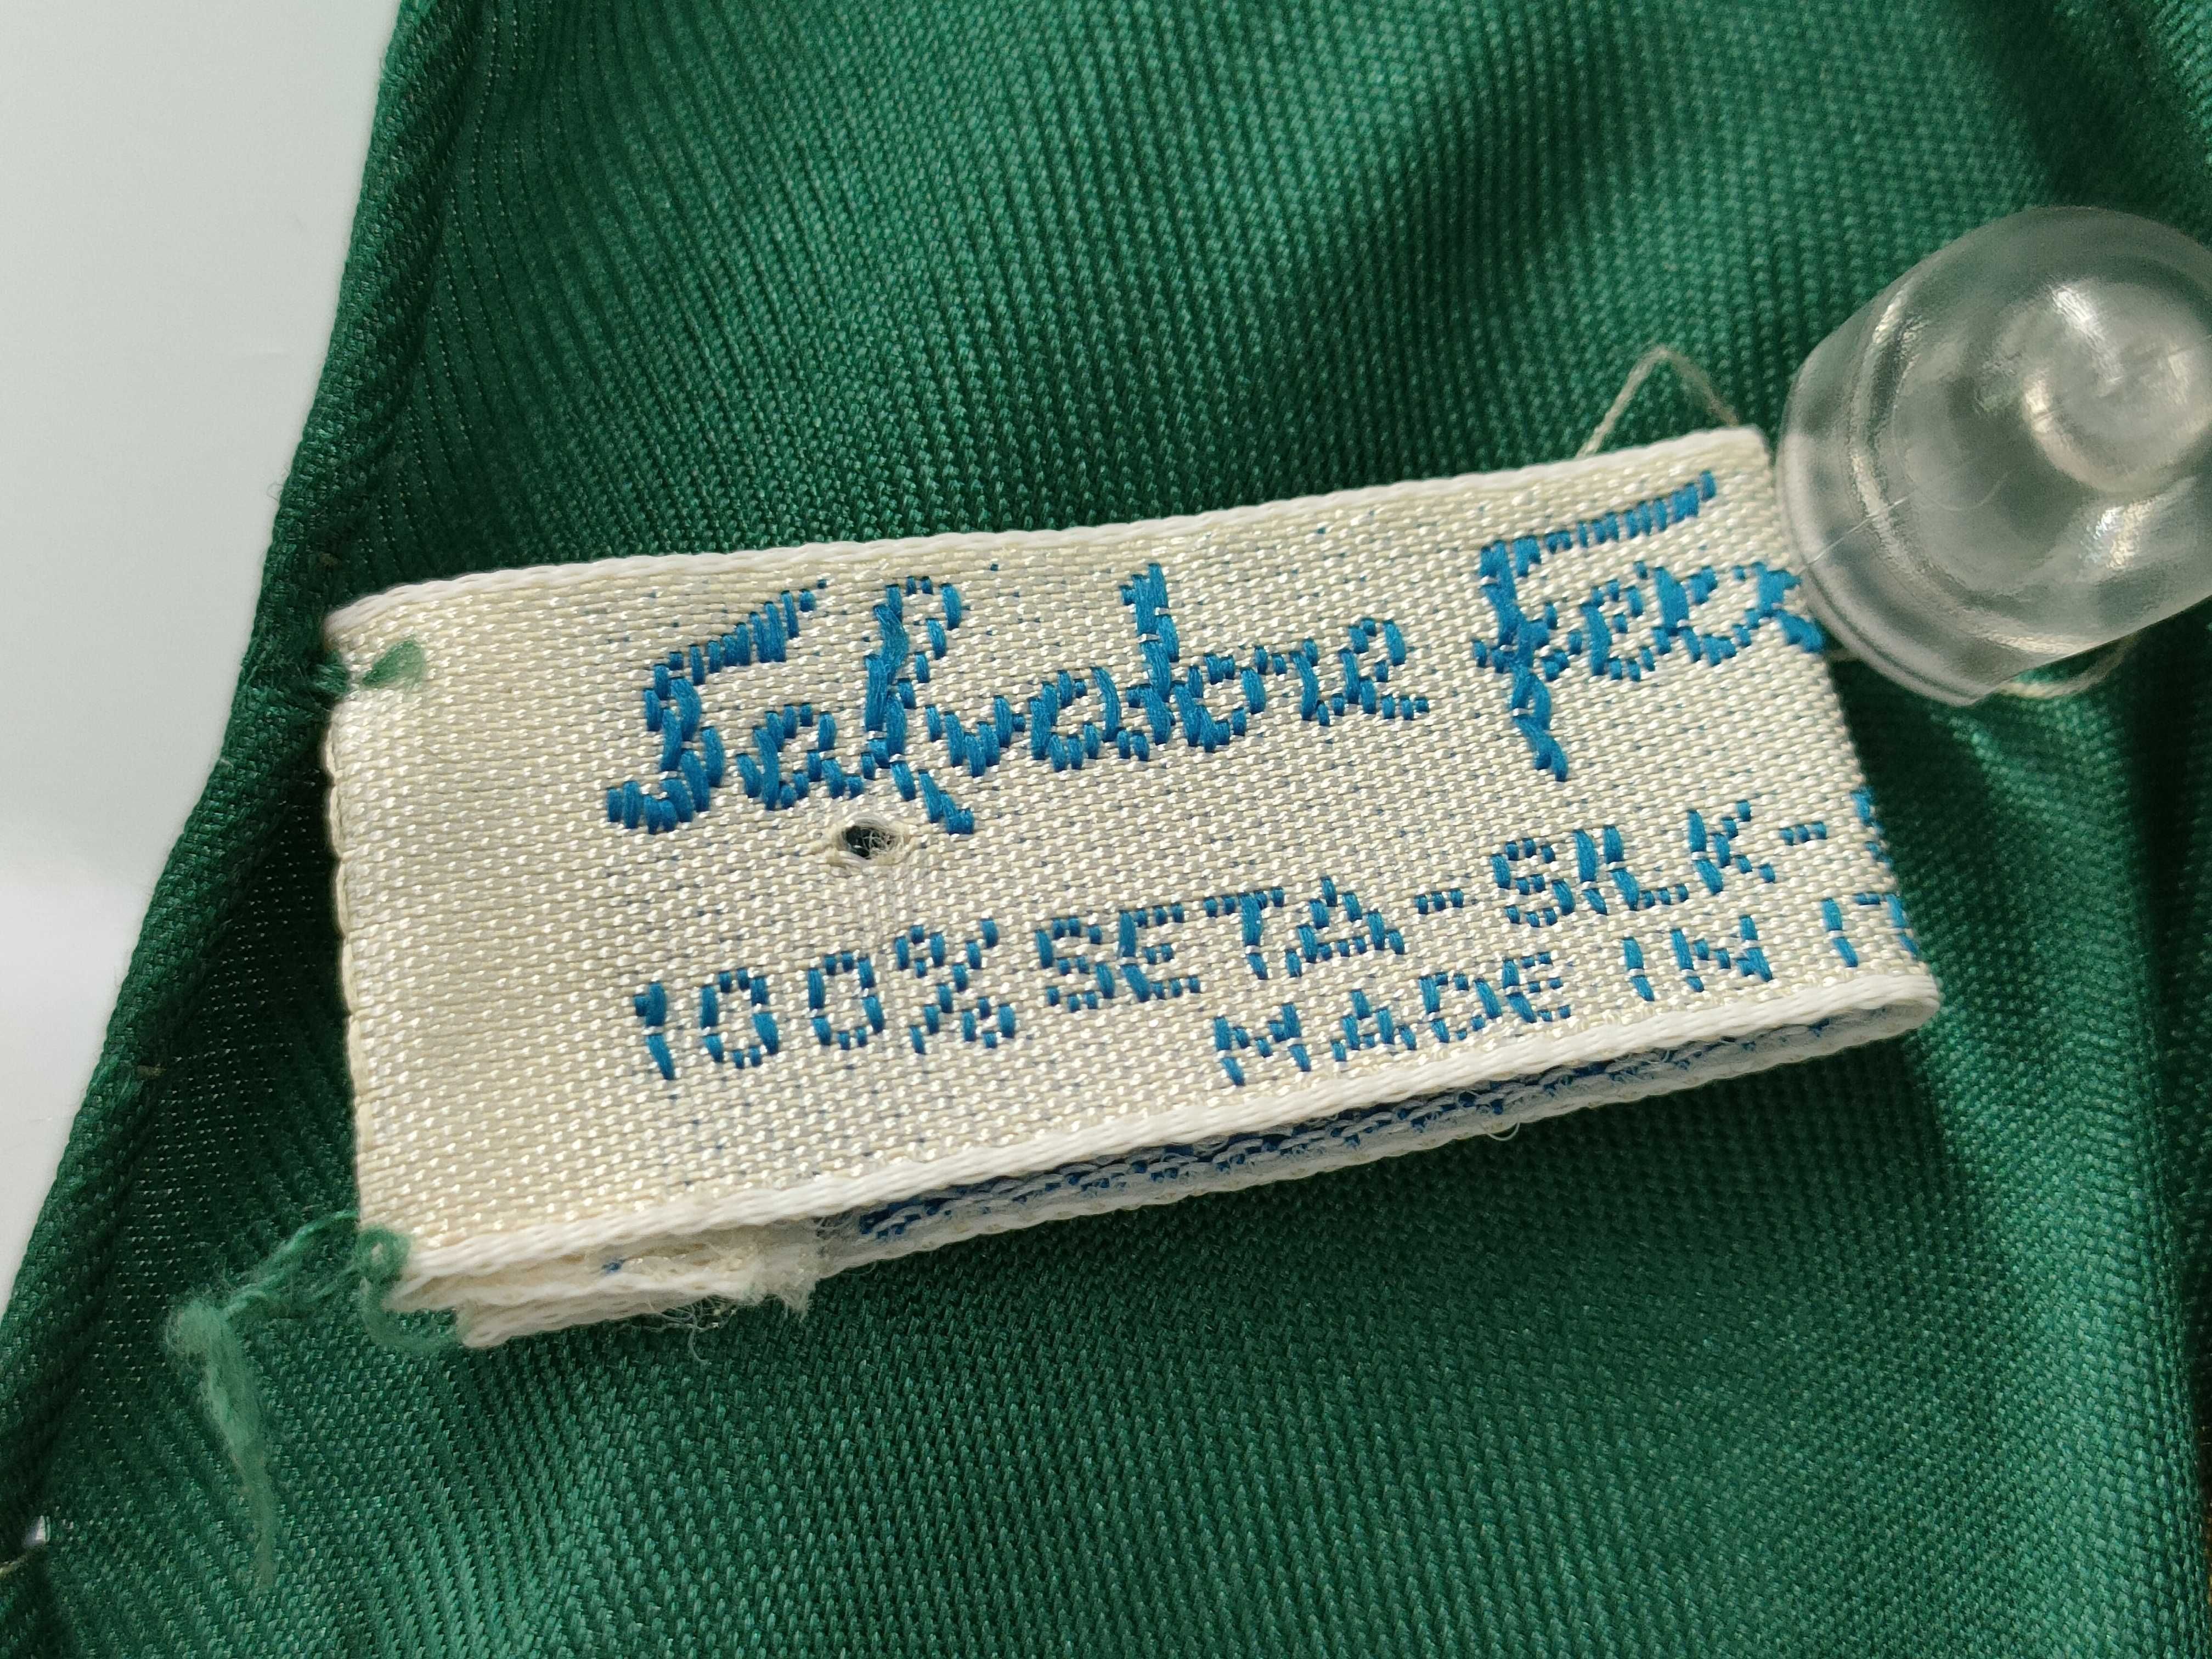 Salvatore Ferr
100% SETA-SILK-S
MADE IN IT